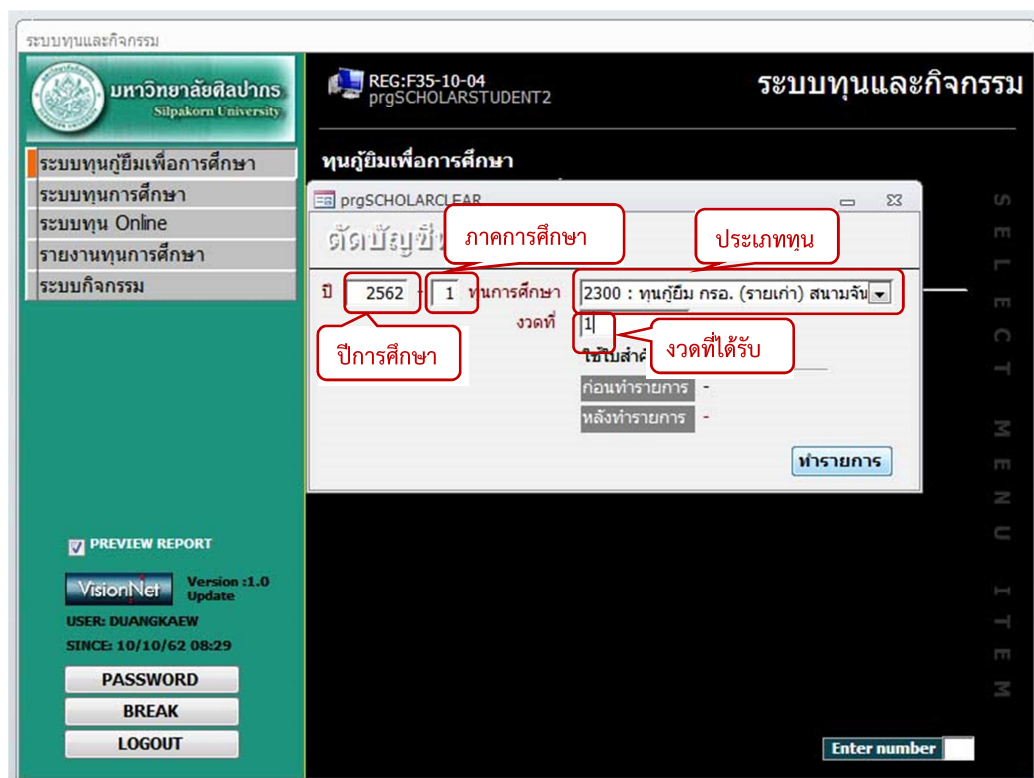 ระบบทุนและกิจกรรม
มหาวิทยาลัยศิลปากร
Silpakorn University
REG:F35-10-04
prgSCHOLARSTUDENT2
ระบบทุนและกิจกรรม
ระบบทุนกู้ยืมเพื่อการศึกษา
ระบบทุนการศึกษา
ระบบทุน Online
รายงานทุนการศึกษา
ระบบกิจกรรม
ทุนกู้ยิมเพื่อการศึกษา
prgSCHOLARCLEAR
ตัดบัญชี
ภาคการศึกษา
ประเภททุน
ปี 2562 - 1 ทุนการศึกษา 2300 : ทุนกู้ยืม กรอ. (รายเก่า) สนามจัน
งวดที่ 1
ปีการศึกษา
งวดที่ได้รับ
ใช้ใบสำคั
ก่อนทำรายการ -
หลังทำรายการ -
ทำรายการ
SELECT MENU ITEM
PREVIEW REPORT
VisionNet
Version :1.0
Update
USER: DUANGKAEW
SINCE: 10/10/62 08:29
PASSWORD
BREAK
LOGOUT
Enter number